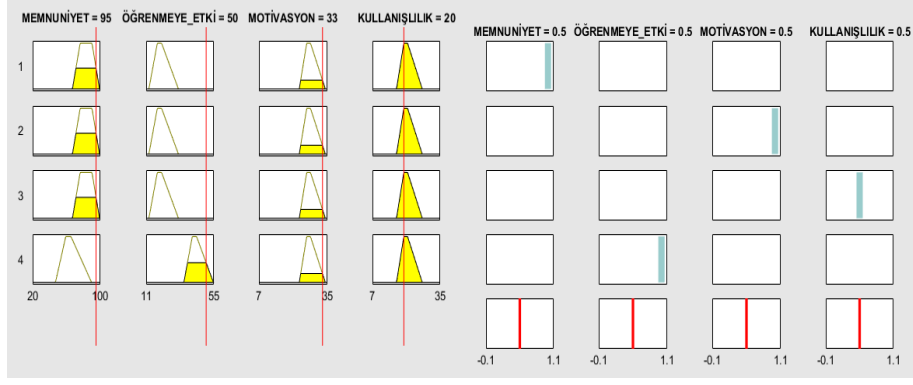 MEMNUNİYET = 95 ÖĞRENMEYE_ETKİ = 50 MOTİVASYON = 33 KULLANIŞLILIK = 20
MEMNUNİYET = 0.5 ÖĞRENMEYE_ETKİ = 0.5 MOTİVASYON = 0.5 KULLANIŞLILIK = 0.5
1
2
3
4
20 100 11 55 7 35 7 35
-0.1 1.1 -0.1 1.1 -0.1 1.1 -0.1 1.1